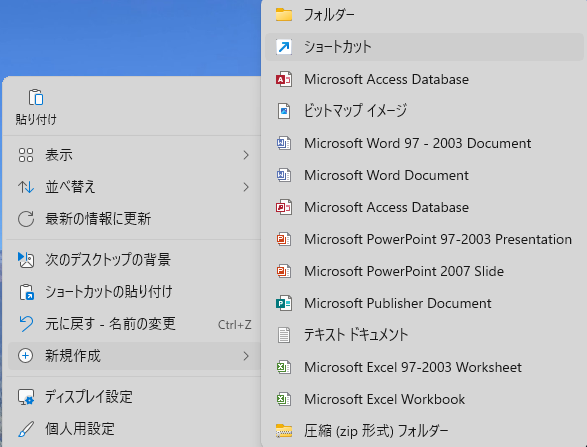 貼り付け
表示
並べ替え
最新の情報に更新
次のデスクトップの背景
ショートカットの貼り付け
元に戻す - 名前の変更 Ctrl+Z
新規作成
ディスプレイ設定
個人用設定
フォルダー
ショートカット
Microsoft Access Database
ビットマップ イメージ
Microsoft Word 97 - 2003 Document
Microsoft Word Document
Microsoft Access Database
Microsoft PowerPoint 97-2003 Presentation
Microsoft PowerPoint 2007 Slide
Microsoft Publisher Document
テキスト ドキュメント
Microsoft Excel 97-2003 Worksheet
Microsoft Excel Workbook
圧縮 (zip 形式) フォルダー